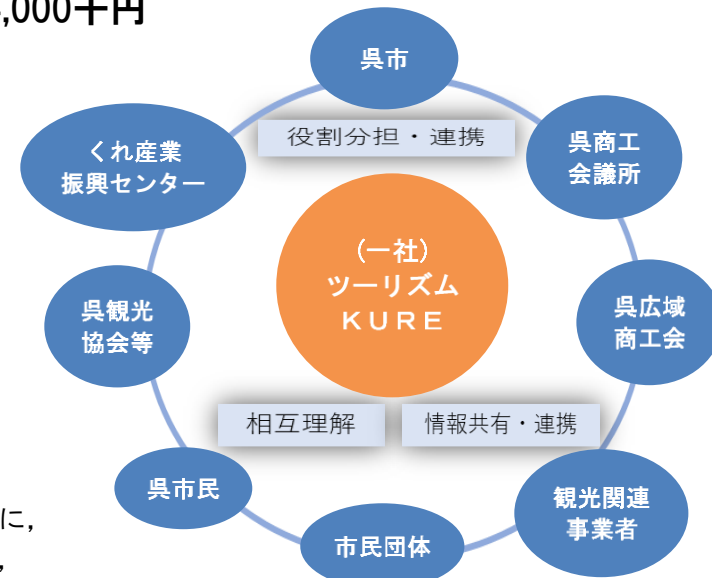 ,000千円
呉市
役割分担・連携
くれ産業
振興センター
呉商工
会議所
(一社)
ツーリズム
KURE
呉観光
協会等
呉広域
商工会
相互理解
情報共有・連携
呉市民
観光関連
事業者
市民団体
に,
,